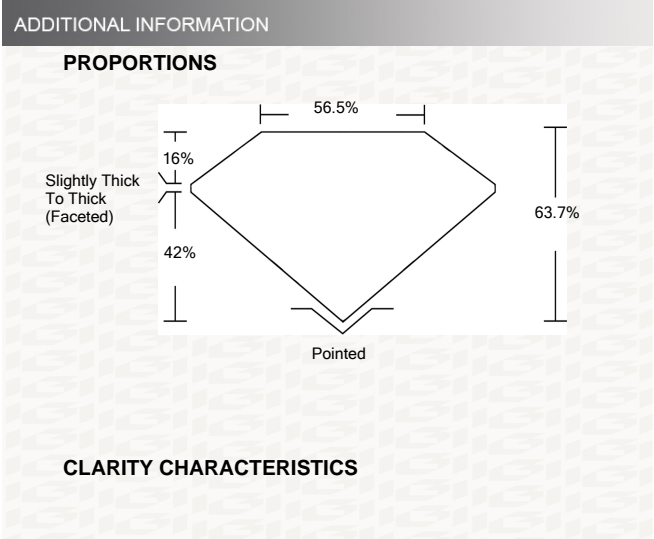 ADDITIONAL INFORMATION
PROPORTIONS
56.5%
16%
Slightly Thick
To Thick
(Faceted)
63.7%
42%
Pointed
CLARITY CHARACTERISTICS